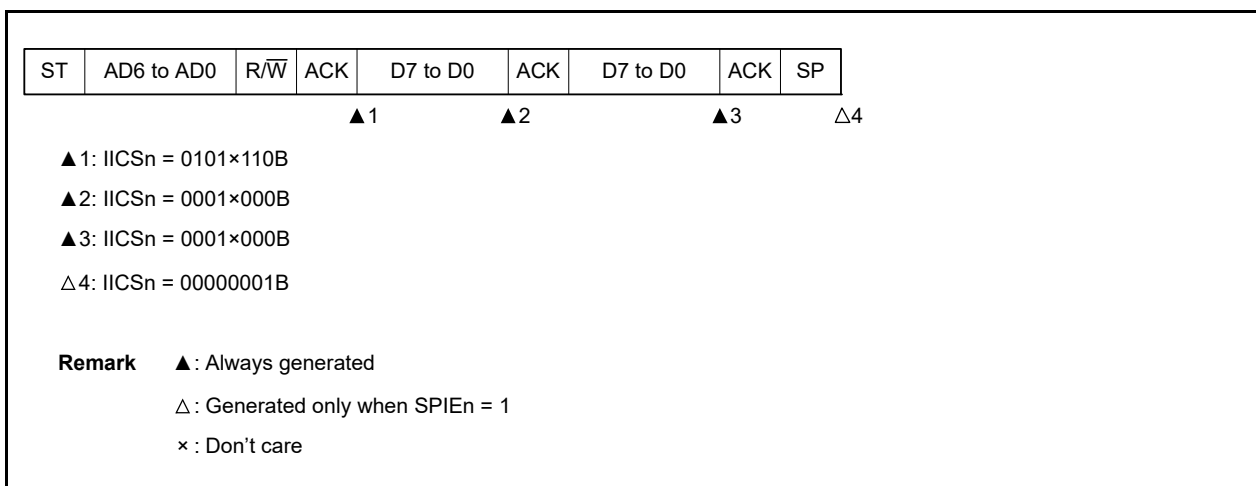 ST AD6 to AD0 R/W̅ ACK D7 to D0 ACK D7 to D0 ACK SP
▲1 ▲2 ▲3 △4
▲1: IICSn = 0101×110B
▲2: IICSn = 0001×000B
▲3: IICSn = 0001×000B
△4: IICSn = 00000001B
Remark ▲: Always generated
△: Generated only when SPIEn = 1
×: Don't care